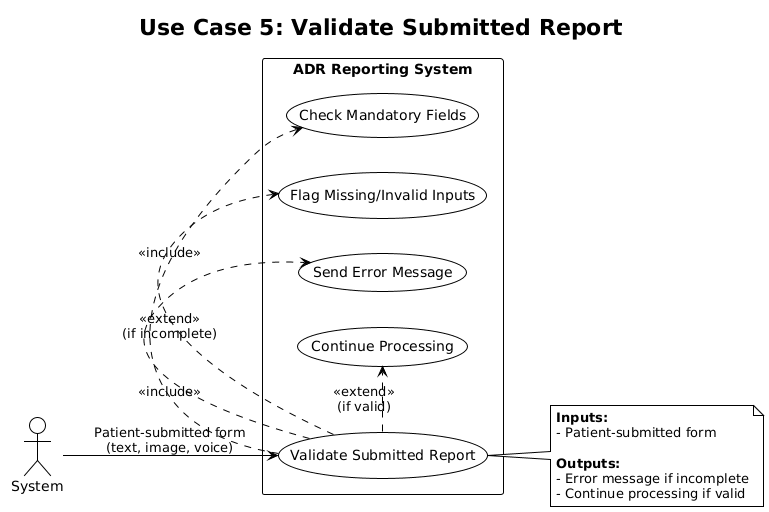 Use Case 5: Validate Submitted Report
ADR Reporting System
Check Mandatory Fields
Flag Missing/Invalid Inputs
«include»
Send Error Message
«extend»
(if incomplete)
Continue Processing
«include»
«extend»
(if valid)
Patient-submitted form
(text, image, voice)
System
Validate Submitted Report
Inputs:
- Patient-submitted form
Outputs:
- Error message if incomplete
- Continue processing if valid